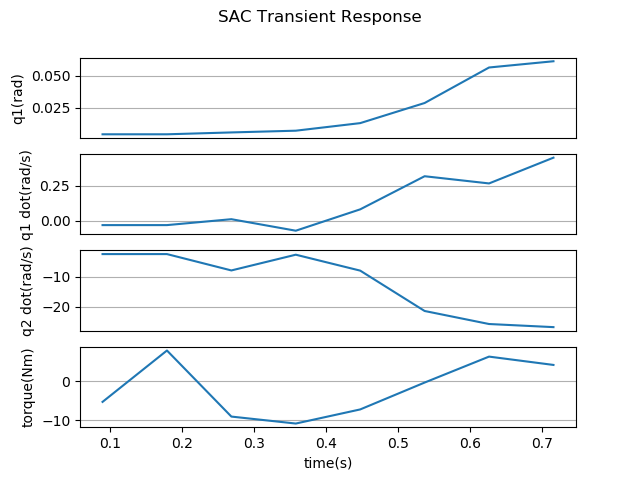 SAC Transient Response
q1(rad)
0.050
0.025
q1 dot(rad/s)
0.25
0.00
q2 dot(rad/s)
−10
−20
torque(Nm)
0
−10
0.1 0.2 0.3 0.4 0.5 0.6 0.7
time(s)